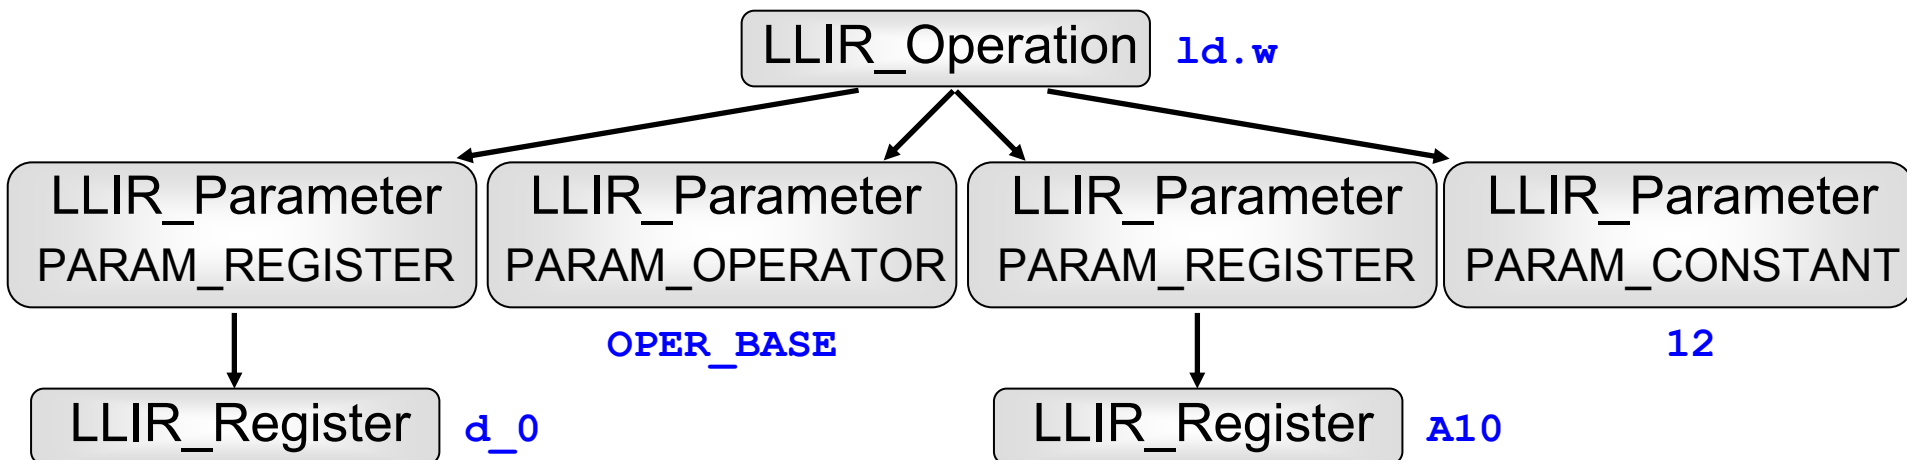 LLIR_Operation ld.w
LLIR_Parameter LLIR_Parameter LLIR_Parameter LLIR_Parameter
PARAM_REGISTER PARAM_OPERATOR PARAM_REGISTER PARAM_CONSTANT
OPER_BASE 12
LLIR_Register d_0 LLIR_Register A10